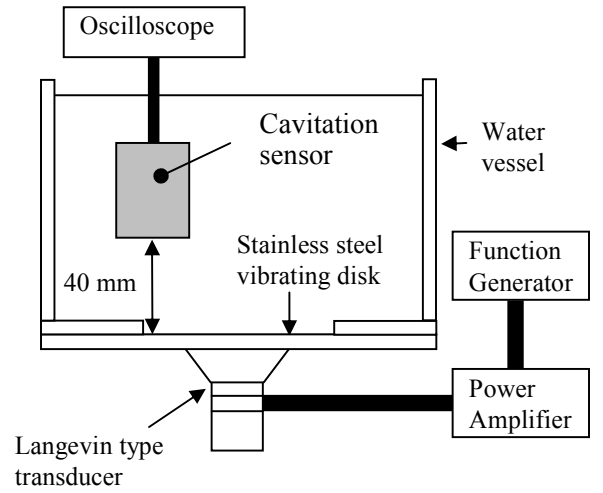 Oscilloscope
Cavitation
sensor
Water
vessel
40 mm
Stainless steel
vibrating disk
Function
Generator
Power
Amplifier
Langevin type
transducer